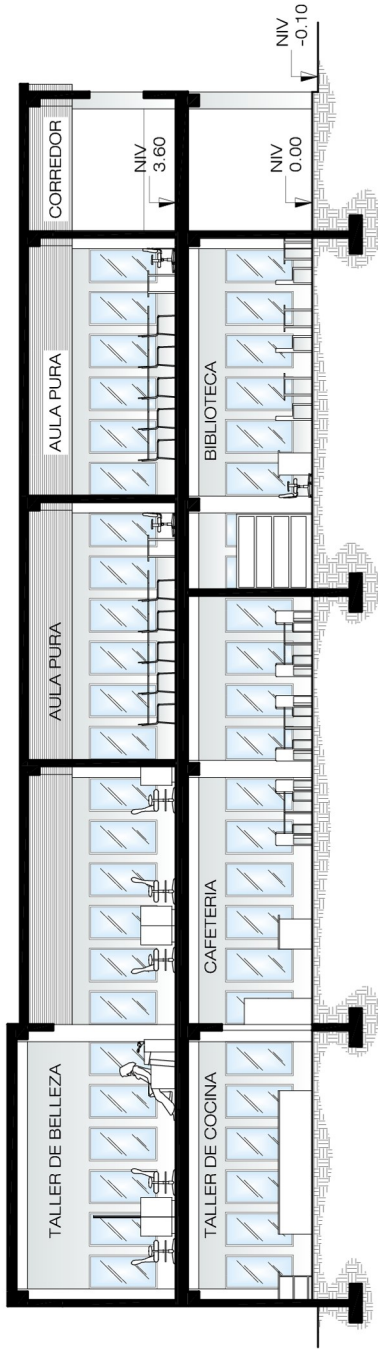 TALLER DE BELLEZA
AULA PURA
AULA PURA
CORREDOR
NIV
3.60
TALLER DE COCINA
CAFETERIA
BIBLIOTECA
NIV
0.00
NIV
-0.10